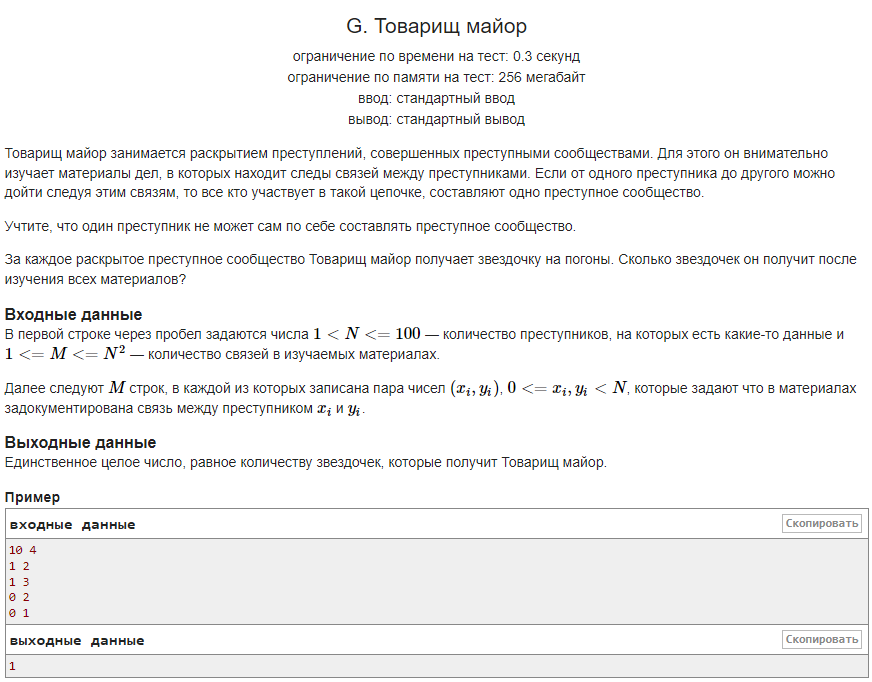 G. Товарищ майор
ограничение по времени на тест: 0.3 секунд
ограничение по памяти на тест: 256 мегабайт
ввод: стандартный ввод
вывод: стандартный вывод
Товарищ майор занимается раскрытием преступлений, совершенных преступными сообществами. Для этого он внимательно
изучает материалы дел, в которых находит следы связей между преступниками. Если от одного преступника до другого можно
дойти следуя этим связям, то все кто участвует в такой цепочке, составляют одно преступное сообщество.
Учтите, что один преступник не может сам по себе составлять преступное сообщество.
За каждое раскрытое преступное сообщество Товарищ майор получает звездочку на погоны. Сколько звездочек он получит после
изучения всех материалов?
Входные данные
В первой строке через пробел задаются числа 1 < N <= 100 — количество преступников, на которых есть какие-то данные и
1 <= M <= N² — количество связей в изучаемых материалах.
Далее следуют M строк, в каждой из которых записана пара чисел (xᵢ, yᵢ), 0 <= xᵢ, yᵢ < N, которые задают что в материалах
задокументирована связь между преступником xᵢ и yᵢ.
Выходные данные
Единственное целое число, равное количеству звездочек, которые получит Товарищ майор.
Пример
входные данные
Скопировать
10 4
1 2
1 3
0 2
0 1
выходные данные
Скопировать
1